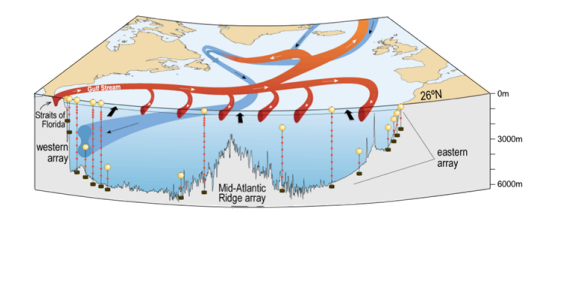 Gulf Stream
26°N
0m
Straits of
Florida
3000m
western
array
eastern
array
Mid-Atlantic
Ridge array
6000m